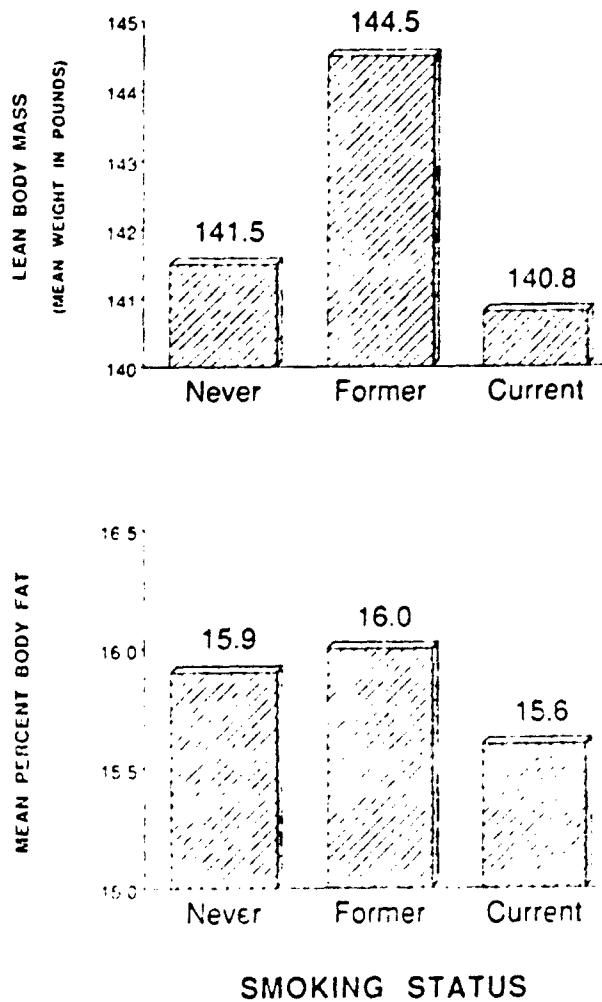 LEAN BODY MASS
(MEAN WEIGHT IN POUNDS)
145
144
143
142
141
140
141.5
144.5
140.8
Never Former Current
MEAN PERCENT BODY FAT
16.5
16.0
15.5
15.0
15.9
16.0
15.6
Never Former Current
SMOKING STATUS